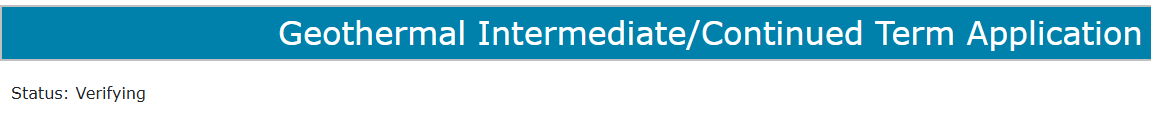 Geothermal Intermediate/Continued Term Application
Status: Verifying